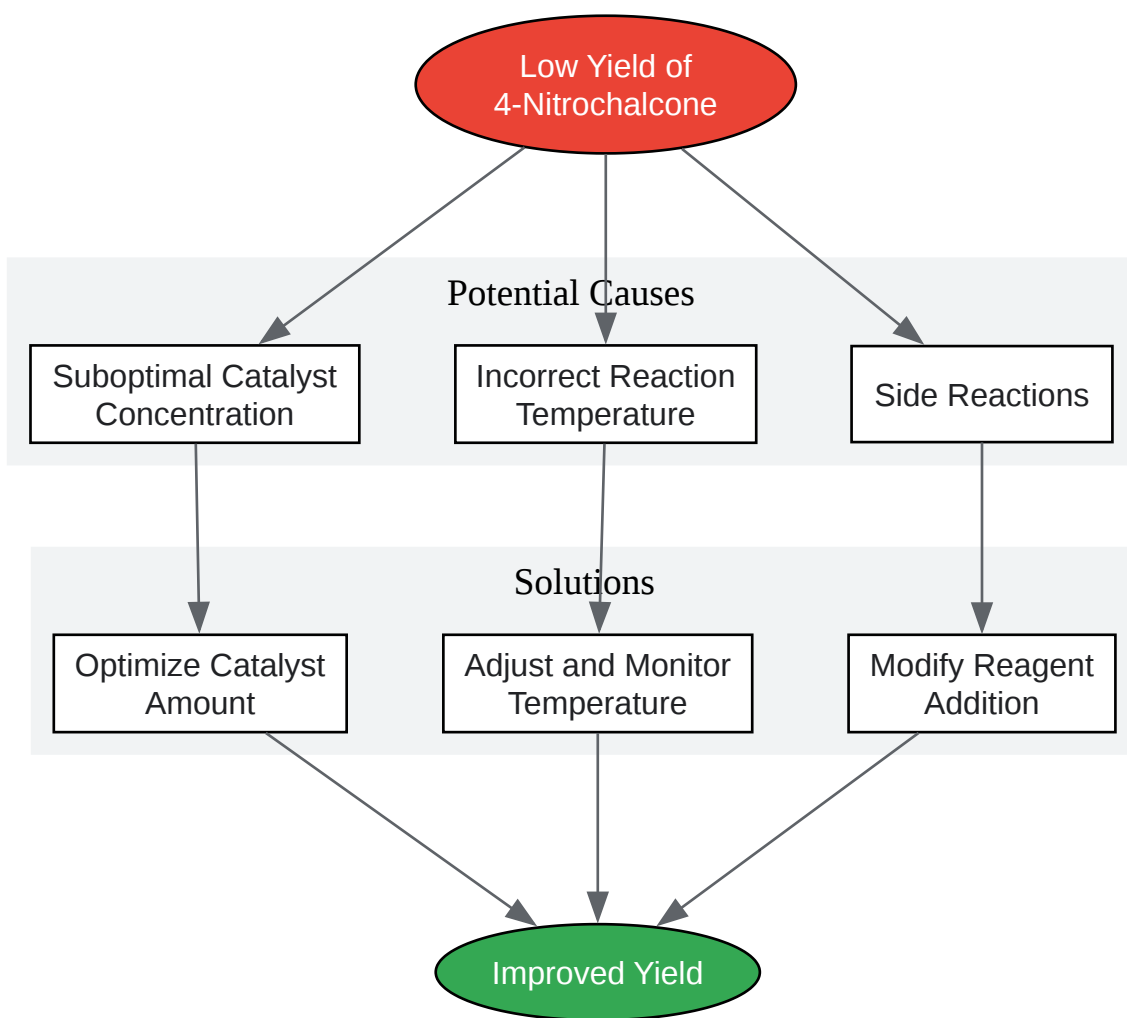 Low Yield of
4-Nitrochalcone
Potential Causes
Suboptimal Catalyst
Concentration
Incorrect Reaction
Temperature
Side Reactions
Solutions
Optimize Catalyst
Amount
Adjust and Monitor
Temperature
Modify Reagent
Addition
Improved Yield